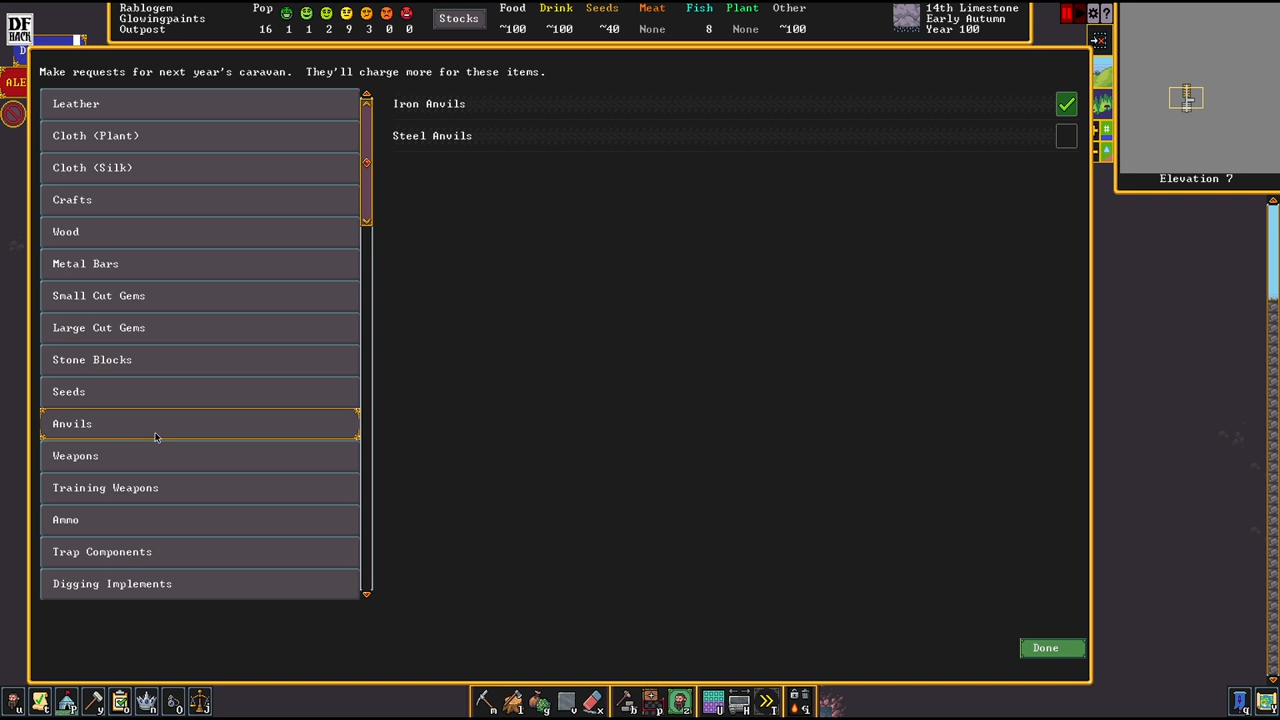 DF
HACK
Rablogem
Glowingpaints
Outpost
Pop
16 1 1 2 9 3 0 0
Stocks
Food Drink Seeds Meat Fish Plant Other
~100 ~100 ~40 None 8 None ~100
14th Limestone
Early Autumn
Year 100
D
ALE
Make requests for next year's caravan. They'll charge more for these items.
Leather
Cloth (Plant)
Cloth (Silk)
Crafts
Wood
Metal Bars
Small Cut Gems
Large Cut Gems
Stone Blocks
Seeds
Anvils
Weapons
Training Weapons
Ammo
Trap Components
Digging Implements
Iron Anvils
Steel Anvils
Done
Elevation 7
u t P y n O J
m l g v x b p z U H T q
q